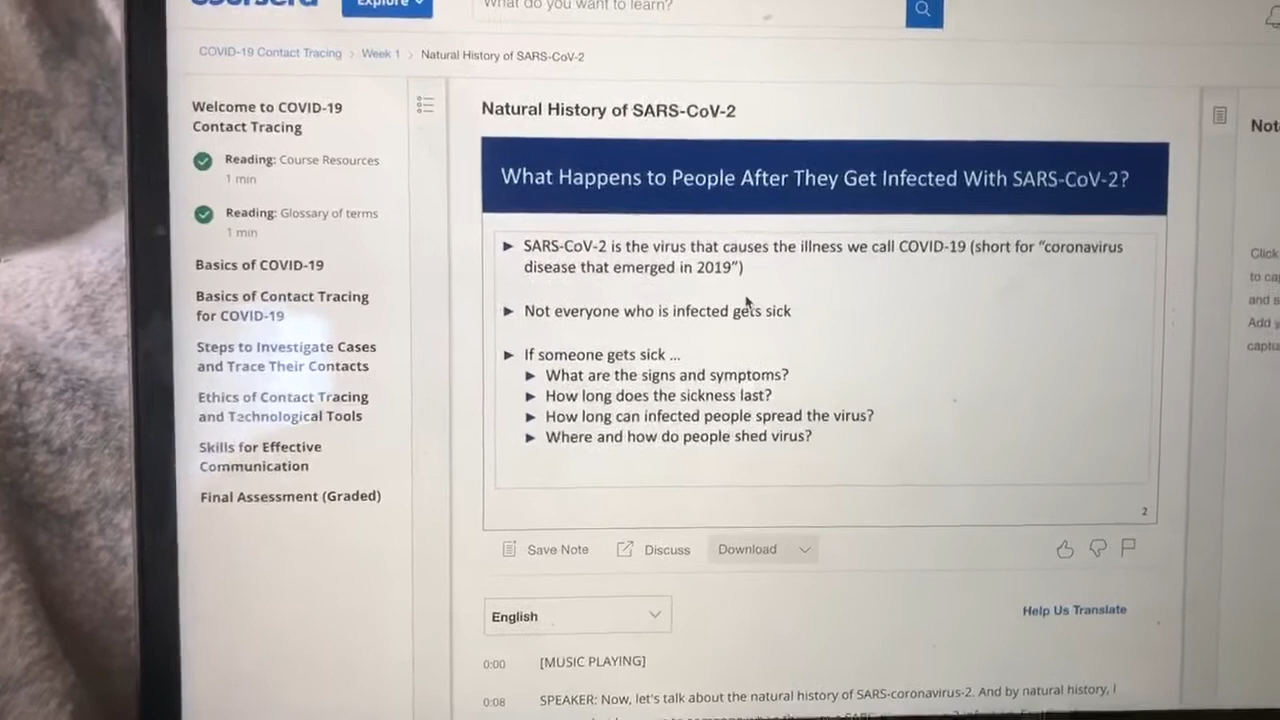 coursera
Explore
What do you want to learn?
COVID-19 Contact Tracing > Week 1 > Natural History of SARS-CoV-2
Welcome to COVID-19
Contact Tracing
Reading: Course Resources
1 min
Reading: Glossary of terms
1 min
Basics of COVID-19
Basics of Contact Tracing
for COVID-19
Steps to Investigate Cases
and Trace Their Contacts
Ethics of Contact Tracing
and Technological Tools
Skills for Effective
Communication
Final Assessment (Graded)
Natural History of SARS-CoV-2
What Happens to People After They Get Infected With SARS-CoV-2?
► SARS-CoV-2 is the virus that causes the illness we call COVID-19 (short for “coronavirus
disease that emerged in 2019”)
► Not everyone who is infected gets sick
► If someone gets sick ...
► What are the signs and symptoms?
► How long does the sickness last?
► How long can infected people spread the virus?
► Where and how do people shed virus?
2
Save Note
Discuss
Download
English
Help Us Translate
0:00 [MUSIC PLAYING]
0:08 SPEAKER: Now, let's talk about the natural history of SARS-coronavirus-2. And by natural history, I
Not
Click
to ca
and s
Add y
captu